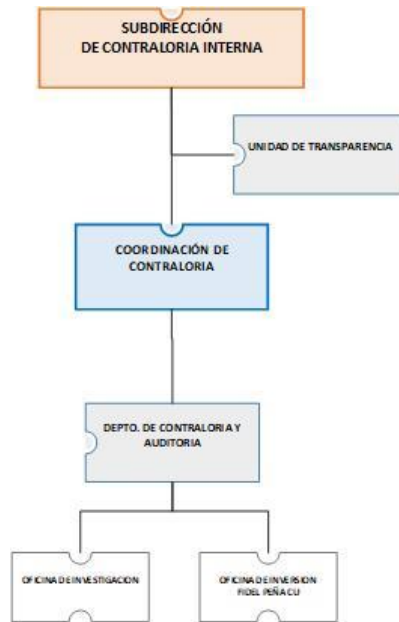 SUBDIRECCIÓN
DE CONTRALORIA INTERNA
UNIDAD DE TRANSPARENCIA
COORDINACIÓN DE
CONTRALORIA
DEPTO. DE CONTRALORIA Y
AUDITORIA
OFICINA DE INVESTIGACION
OFICINA DE INVERSION
FIDEL PEÑA CU